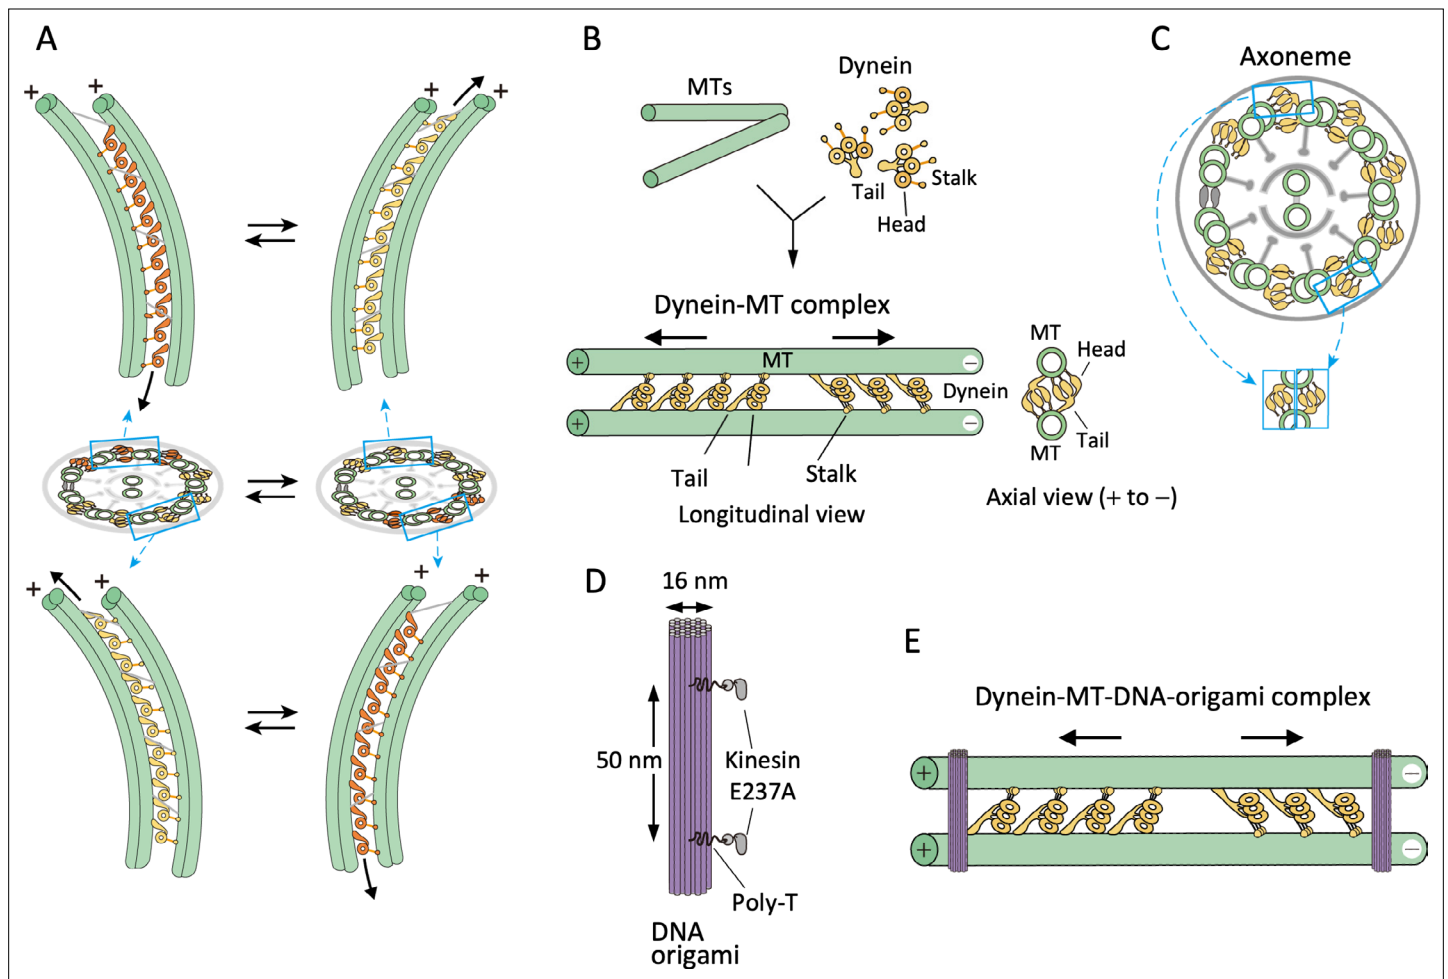 A
+
+
+
+
+
+
+
+
B
MTs
Dynein
Tail
Stalk
Head
Dynein-MT complex
MT
+
−
Dynein
+
−
Tail
Stalk
Longitudinal view
MT
Head
Tail
MT
Axial view (+ to −)
C
Axoneme
D
16 nm
50 nm
Kinesin
E237A
Poly-T
DNA
origami
E
Dynein-MT-DNA-origami complex
+
−
+
−